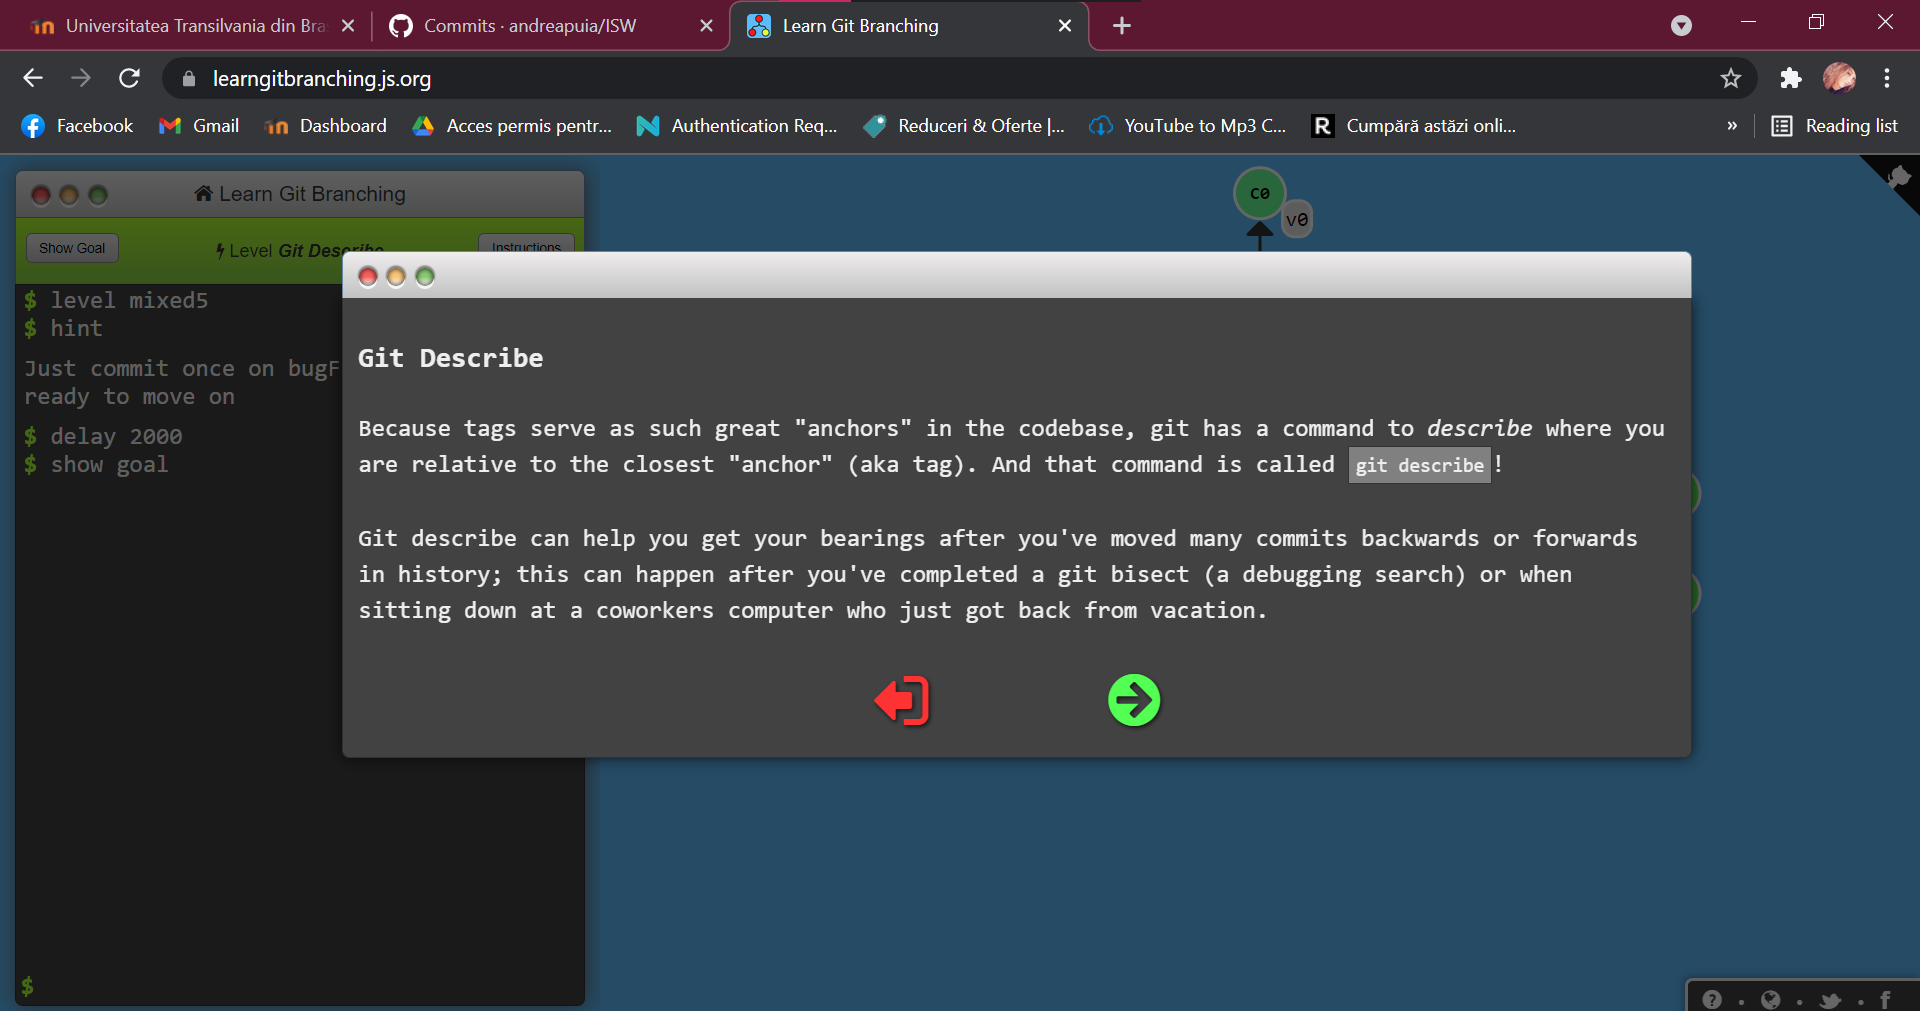 Universitatea Transilvania din Bra
Commits · andreapuia/ISW
Learn Git Branching
learngitbranching.js.org
Facebook
Gmail
Dashboard
Acces permis pentr...
Authentication Req...
Reduceri & Oferte |...
YouTube to Mp3 C...
R
Cumpără astăzi onli...
»
Reading list
Learn Git Branching
Show Goal
Level Git Describe
Instructions
$ level mixed5
$ hint
Just commit once on bugF
ready to move on
$ delay 2000
$ show goal
$
C0
v0
Git Describe
Because tags serve as such great "anchors" in the codebase, git has a command to describe where you
are relative to the closest "anchor" (aka tag). And that command is called git describe!
Git describe can help you get your bearings after you've moved many commits backwards or forwards
in history; this can happen after you've completed a git bisect (a debugging search) or when
sitting down at a coworkers computer who just got back from vacation.